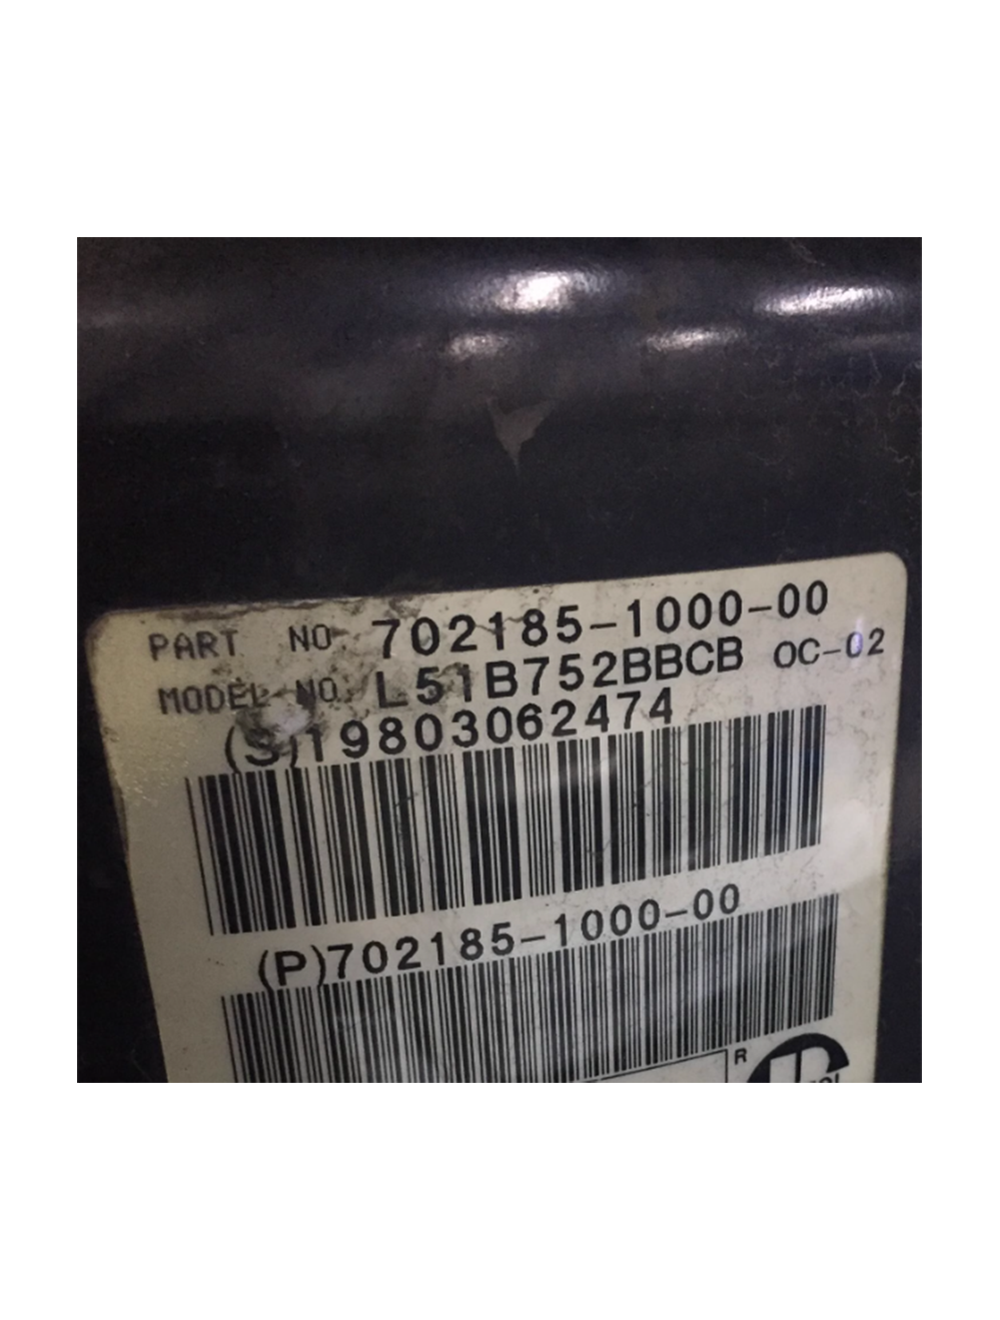 PART NO. 702185-1000-00
MODEL NO. L51B752BBCB OC-02
(S)19803062474
(P)702185-1000-00
R